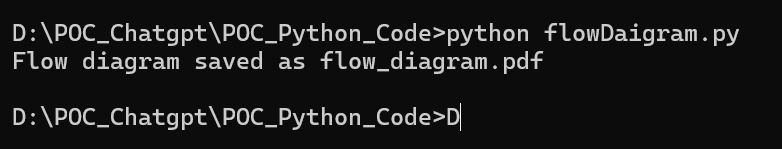 D:\POC_Chatgpt\POC_Python_Code>python flowDaigram.py
Flow diagram saved as flow_diagram.pdf
D:\POC_Chatgpt\POC_Python_Code>D